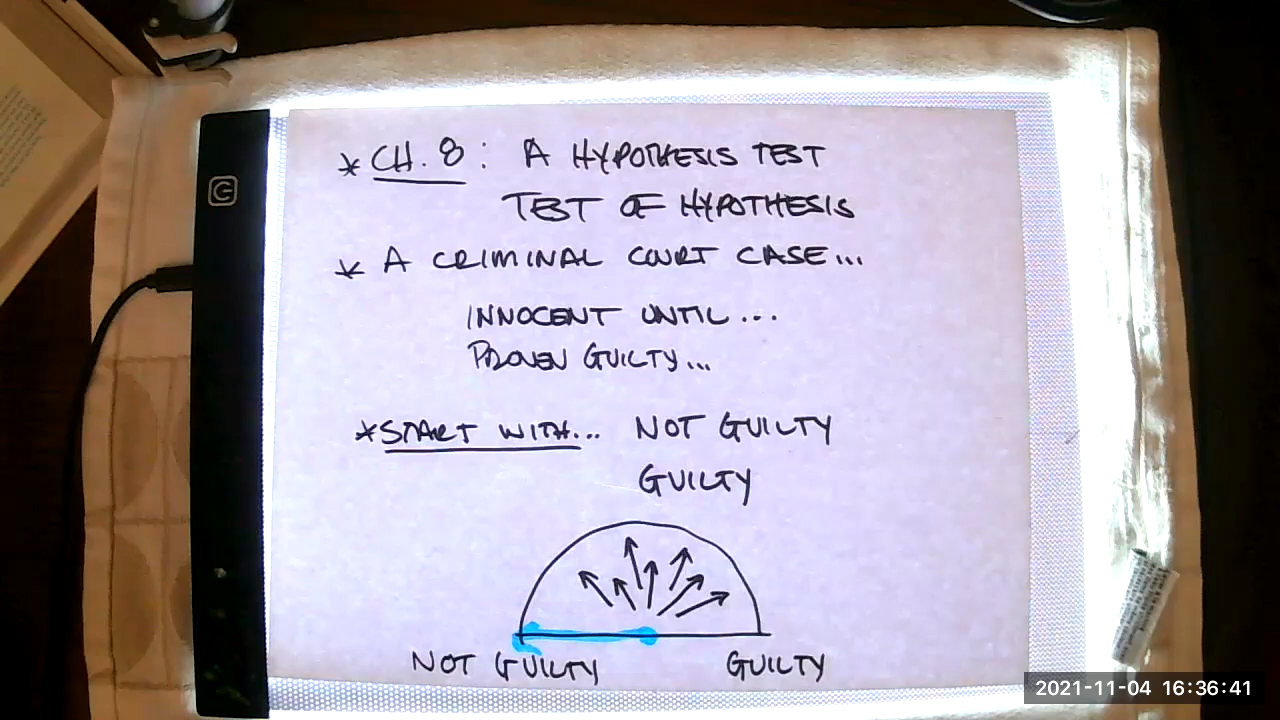 * CH. 8 : A HYPOTHESIS TEST
TEST OF HYPOTHESIS
* A CRIMINAL COURT CASE...
INNOCENT UNTIL...
PROVEN GUILTY...
* START WITH... NOT GUILTY
GUILTY
NOT GUILTY GUILTY
2021-11-04 16:36:41